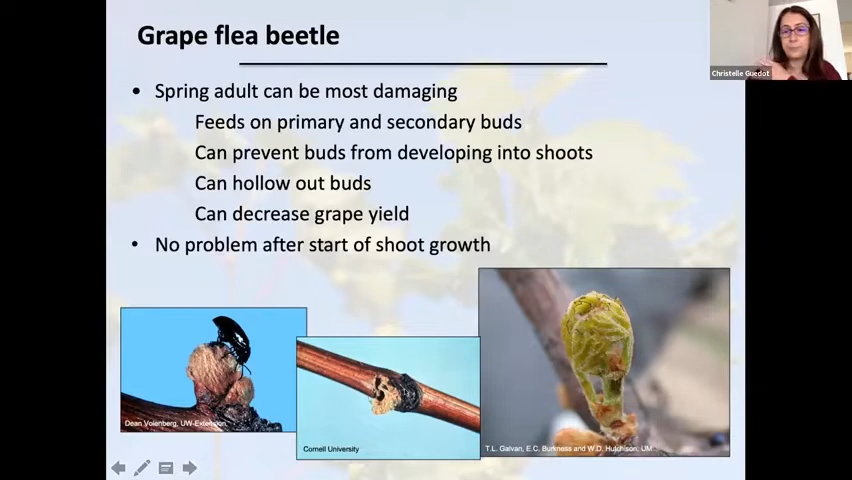 Grape flea beetle
Christelle Guedot
• Spring adult can be most damaging
Feeds on primary and secondary buds
Can prevent buds from developing into shoots
Can hollow out buds
Can decrease grape yield
• No problem after start of shoot growth
Dean Volenberg, UW-Extension
Cornell University
T.L. Galvan, E.C. Burkness and W.D. Hutchison, UM